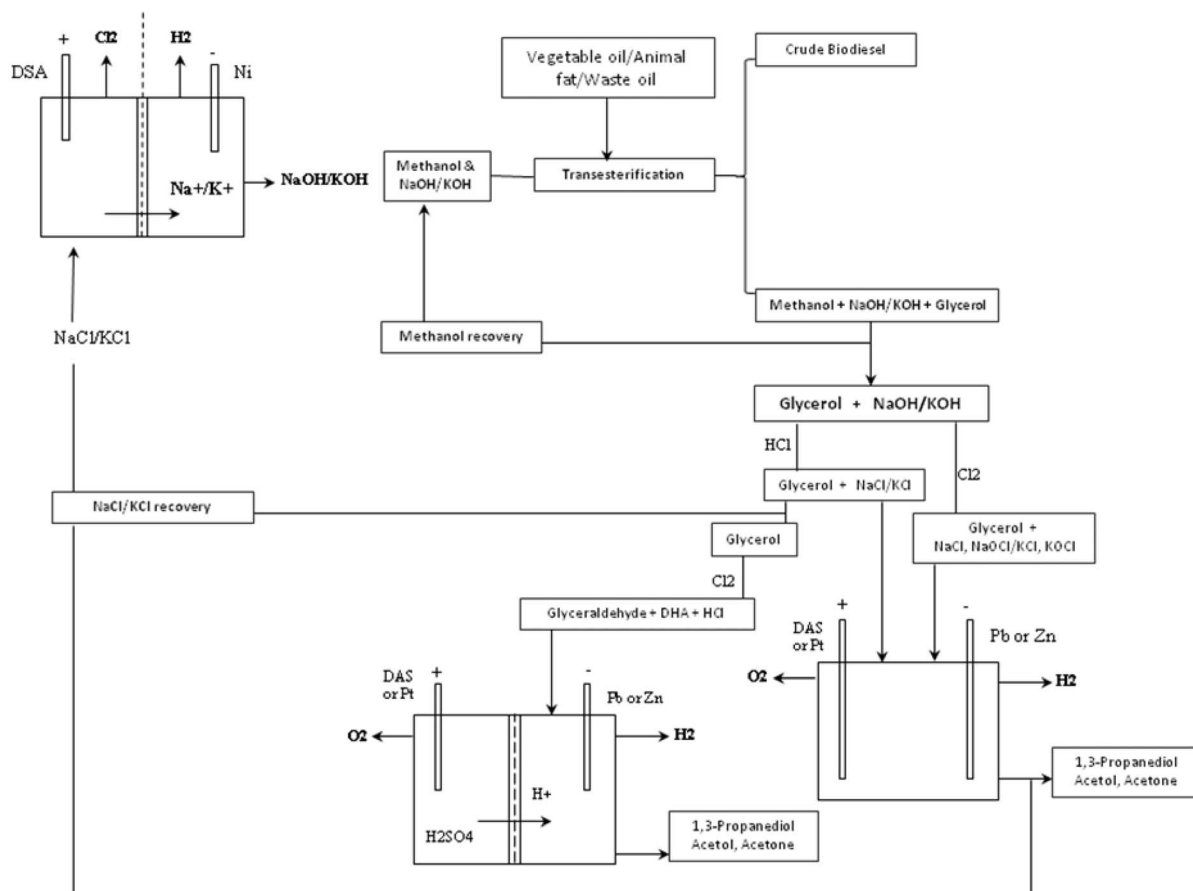 +
Cl2
H2
-
DSA
Ni
Na+/K+
NaOH/KOH
NaCl/KCl
Vegetable oil/Animal
fat/Waste oil
Crude Biodiesel
Methanol &
NaOH/KOH
Transesterification
Methanol + NaOH/KOH + Glycerol
Methanol recovery
Glycerol + NaOH/KOH
HCl
Cl2
Glycerol + NaCl/KCl
NaCl/KCl recovery
Glycerol
Glycerol +
NaCl, NaOCl/KCl, KOCl
Cl2
Glyceraldehyde + DHA + HCl
+
-
DAS
or Pt
Pb or Zn
O2
H2
H+
H2SO4
1,3-Propanediol
Acetol, Acetone
+
-
DAS
or Pt
Pb or Zn
O2
H2
1,3-Propanediol
Acetol, Acetone